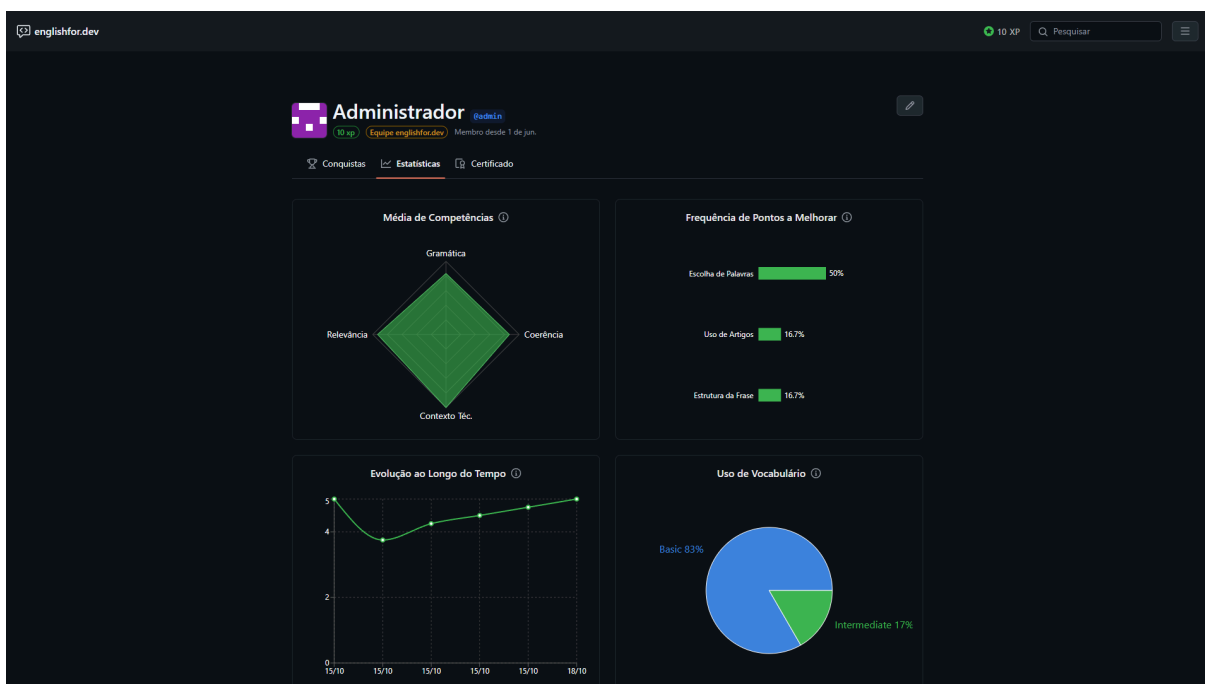 englishfor.dev
10 XP
Pesquisar
Administrador @admin
10 xp Equipe englishfor.dev Membro desde 1 de jun.
Conquistas Estatísticas Certificado
Média de Competências
Gramática
Relevância
Coerência
Contexto Téc.
Frequência de Pontos a Melhorar
Escolha de Palavras 50%
Uso de Artigos 16.7%
Estrutura da Frase 16.7%
Evolução ao Longo do Tempo
5
4
2
0
15/10 15/10 15/10 15/10 15/10 18/10
Uso de Vocabulário
Basic 83%
Intermediate 17%